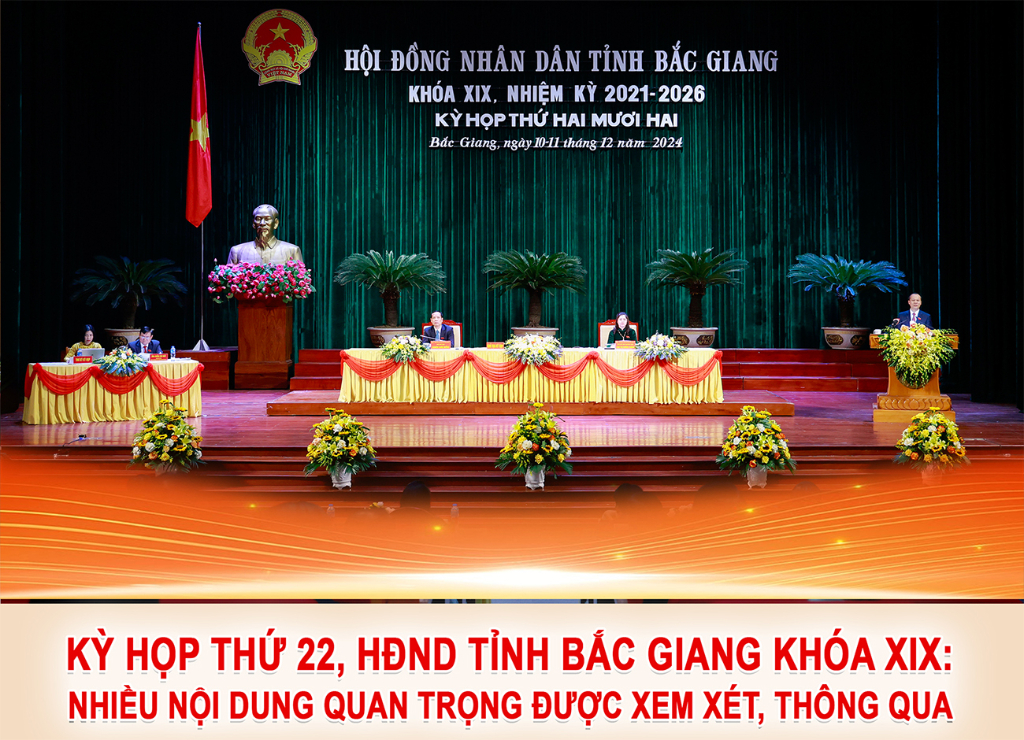 VIỆT NAM
HỘI ĐỒNG NHÂN DÂN TỈNH BẮC GIANG
KHÓA XIX, NHIỆM KỲ 2021-2026
KỲ HỌP THỨ HAI MƯƠI HAI
Bắc Giang, ngày 10-11 tháng 12 năm 2024
KỲ HỌP THỨ 22, HĐND TỈNH BẮC GIANG KHÓA XIX:
NHIỀU NỘI DUNG QUAN TRỌNG ĐƯỢC XEM XÉT, THÔNG QUA